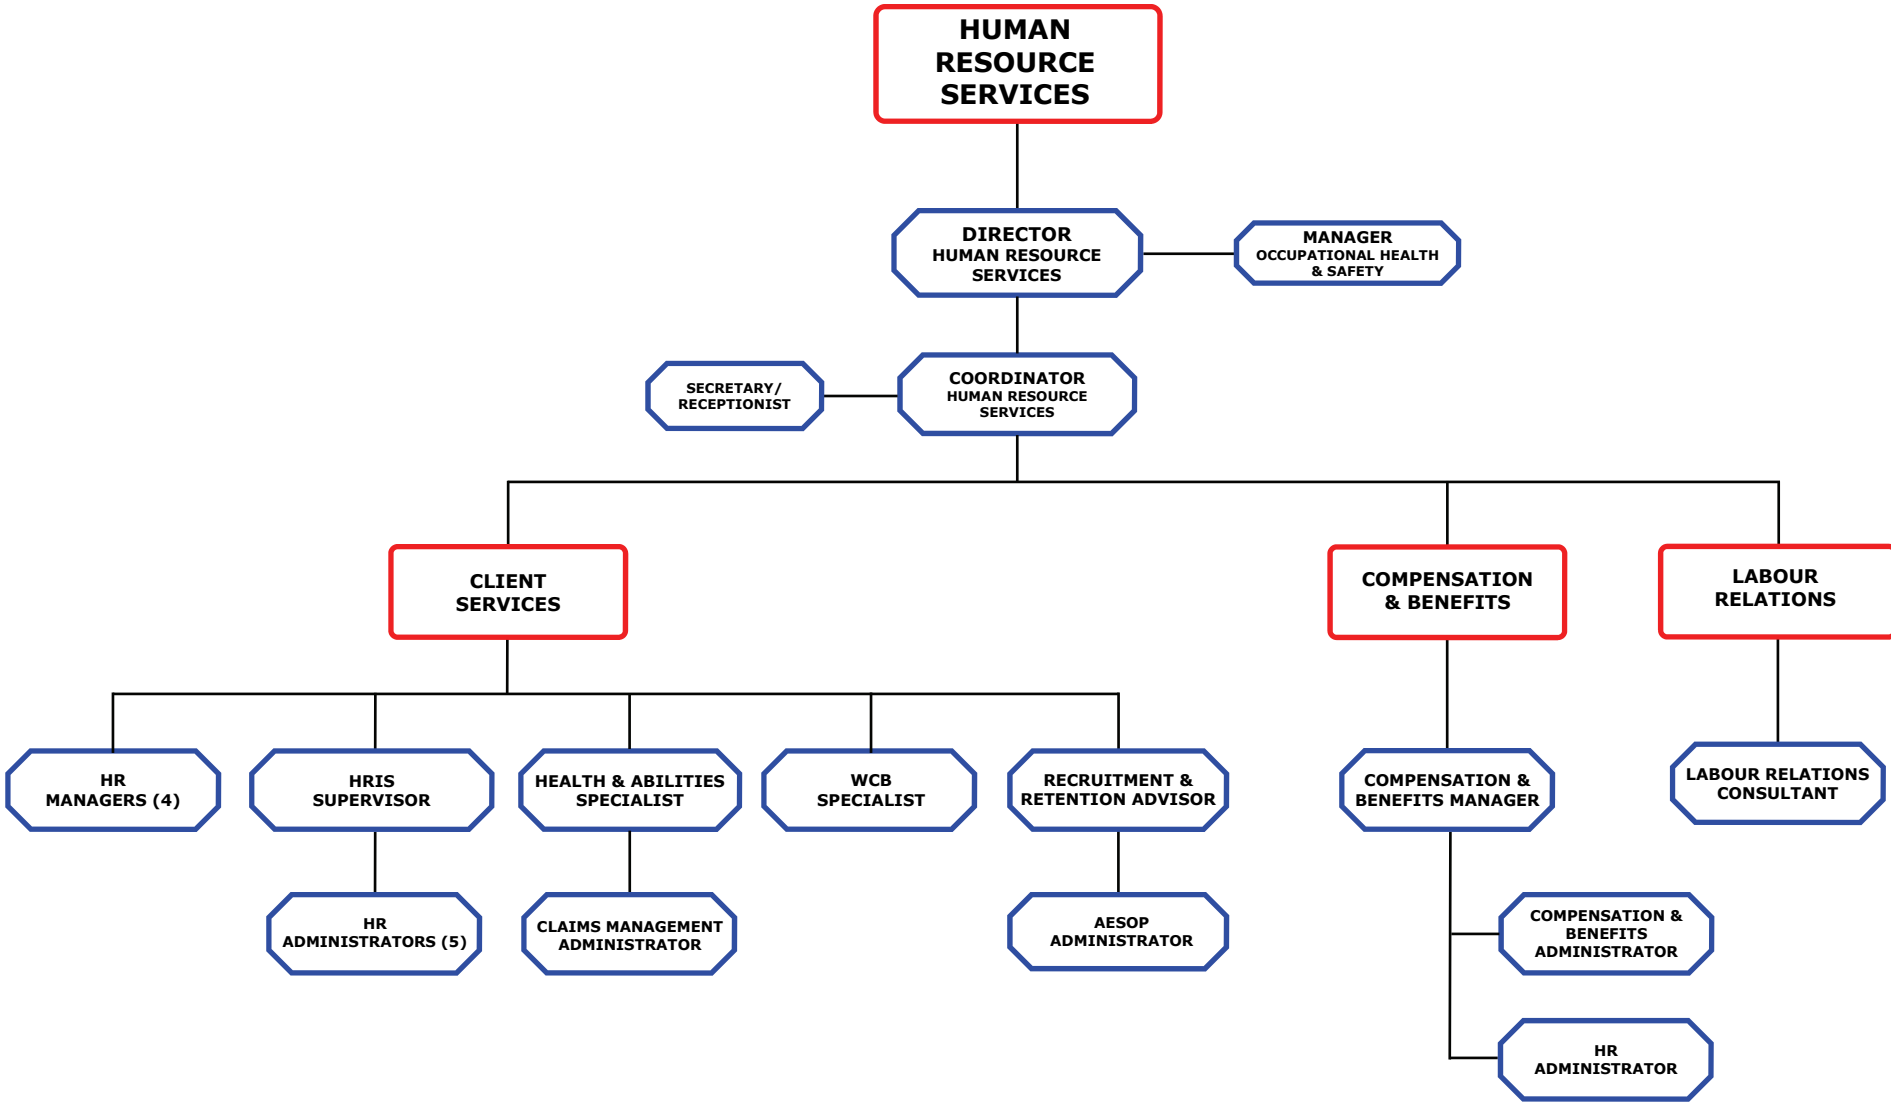 HUMAN
RESOURCE
SERVICES
DIRECTOR
HUMAN RESOURCE
SERVICES
MANAGER
OCCUPATIONAL HEALTH
& SAFETY
SECRETARY/
RECEPTIONIST
COORDINATOR
HUMAN RESOURCE
SERVICES
CLIENT
SERVICES
COMPENSATION
& BENEFITS
LABOUR
RELATIONS
HR
MANAGERS (4)
HRIS
SUPERVISOR
HEALTH & ABILITIES
SPECIALIST
WCB
SPECIALIST
RECRUITMENT &
RETENTION ADVISOR
COMPENSATION &
BENEFITS MANAGER
LABOUR RELATIONS
CONSULTANT
HR
ADMINISTRATORS (5)
CLAIMS MANAGEMENT
ADMINISTRATOR
AESOP
ADMINISTRATOR
COMPENSATION &
BENEFITS
ADMINISTRATOR
HR
ADMINISTRATOR